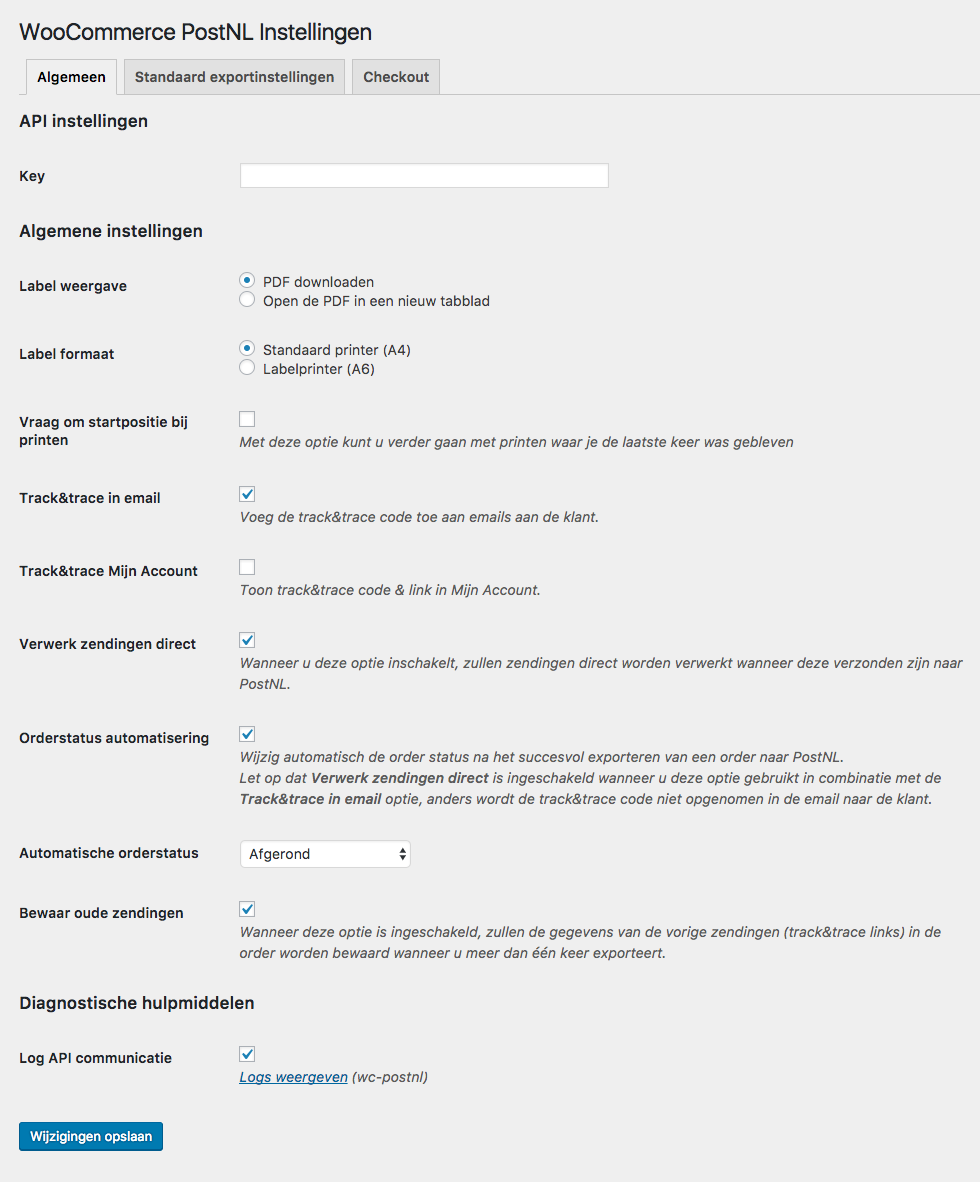 WooCommerce PostNL Instellingen
Algemeen
Standaard exportinstellingen
Checkout
API instellingen
Key
Algemene instellingen
Label weergave
PDF downloaden
Open de PDF in een nieuw tabblad
Label formaat
Standaard printer (A4)
Labelprinter (A6)
Vraag om startpositie bij
printen
Met deze optie kunt u verder gaan met printen waar je de laatste keer was gebleven
Track&trace in email
Voeg de track&trace code toe aan emails aan de klant.
Track&trace Mijn Account
Toon track&trace code & link in Mijn Account.
Verwerk zendingen direct
Wanneer u deze optie inschakelt, zullen zendingen direct worden verwerkt wanneer deze verzonden zijn naar
PostNL.
Orderstatus automatisering
Wijzig automatisch de order status na het succesvol exporteren van een order naar PostNL.
Let op dat Verwerk zendingen direct is ingeschakeld wanneer u deze optie gebruikt in combinatie met de
Track&trace in email optie, anders wordt de track&trace code niet opgenomen in de email naar de klant.
Automatische orderstatus
Afgerond
Bewaar oude zendingen
Wanneer deze optie is ingeschakeld, zullen de gegevens van de vorige zendingen (track&trace links) in de
order worden bewaard wanneer u meer dan één keer exporteert.
Diagnostische hulpmiddelen
Log API communicatie
Logs weergeven (wc-postnl)
Wijzigingen opslaan